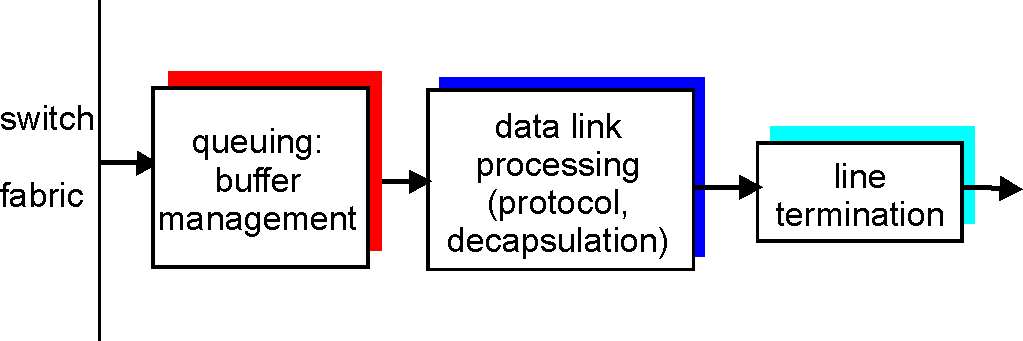 switch
fabric
queuing:
buffer
management
data link
processing
(protocol,
decapsulation)
line
termination